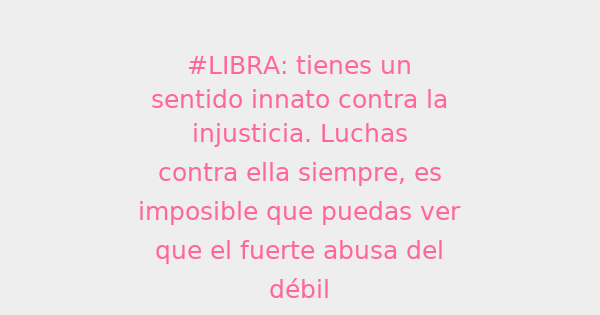 #LIBRA: tienes un
sentido innato contra la
injusticia. Luchas
contra ella siempre, es
imposible que puedas ver
que el fuerte abusa del
débil